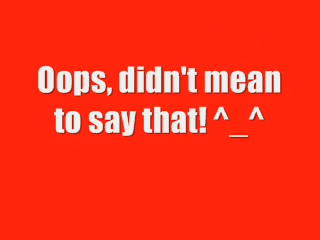 Oops, didn't mean
to say that! ^_^